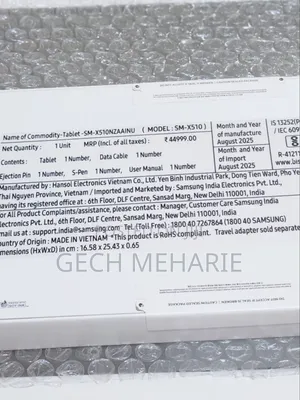 Name of Commodity-Tablet -SM-X510NZAAINU ( MODEL : SM-X510 )
Net Quantity : 1 Unit MRP (Incl. of all taxes) : ₹ 44999.00
Contents : Tablet 1 Number, Data Cable 1 Number
Ejection Pin 1 Number, S-Pen 1 Number, User Manual 1 Number
Month and Year
of manufacture
August 2025
Month and Year
of Import
August 2025
IS 13252(P
/ IEC 609
R-4121
www.bis
Manufactured by : Hansol Electronics Vietnam Co., Ltd. Yen Binh Industrial Park, Dong Tien Ward, Pho Ye
Thai Nguyen Province, Vietnam / Imported and Marketed by : Samsung India Electronics Pvt. Ltd.,
having its registered office at : 6th Floor, DLF Centre, Sansad Marg, New Delhi 110001, India
For All Product Complaints/assistance, please contact : Manager, Customer Care Samsung India
Electronics Pvt. Ltd., 6th Floor, DLF Centre, Sansad Marg, New Delhi 110001, India
email us at : support.india@samsung.com Tel. (Toll Free) : 1800 40 7267864 (1800 40 SAMSUNG)
Country of Origin : MADE IN VIETNAM *This product is RoHS compliant. Travel adapter sold separate
Dimensions (HxWxD) in cm : 16.58 x 25.43 x 0.65
GECH MEHARIE